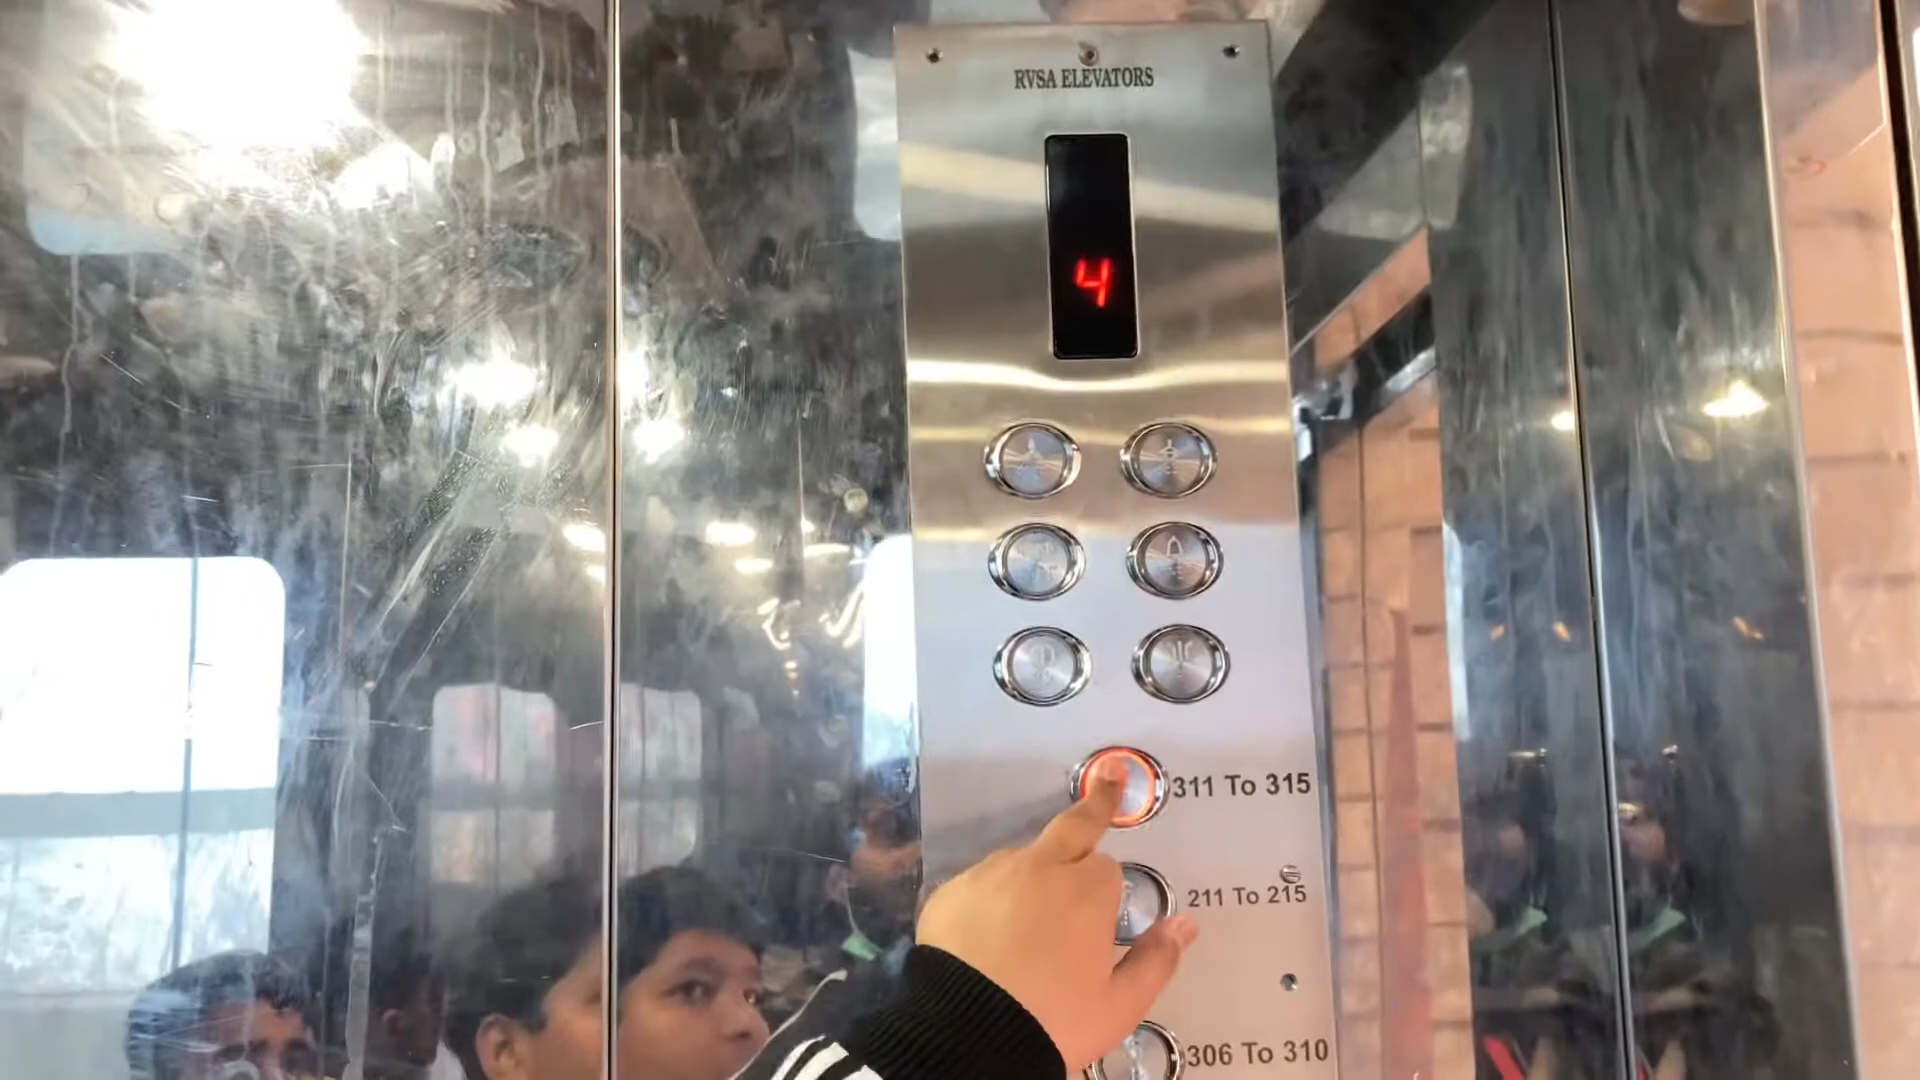 RVSA ELEVATORS
4
311 To 315
211 To 215
306 To 310